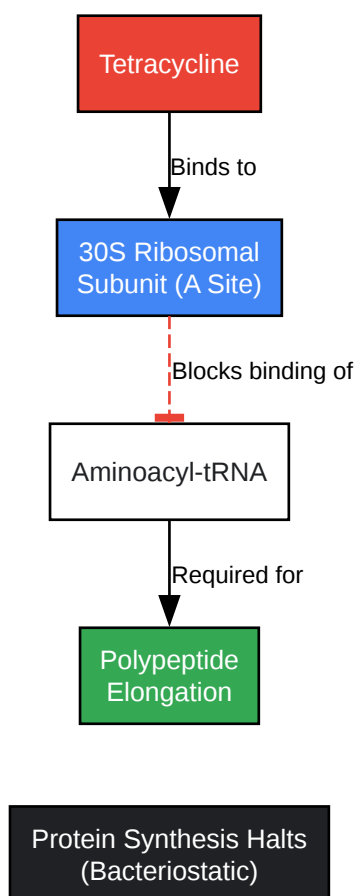 Tetracycline
Binds to
30S Ribosomal
Subunit (A Site)
Blocks binding of
Aminoacyl-tRNA
Required for
Polypeptide
Elongation
Protein Synthesis Halts
(Bacteriostatic)